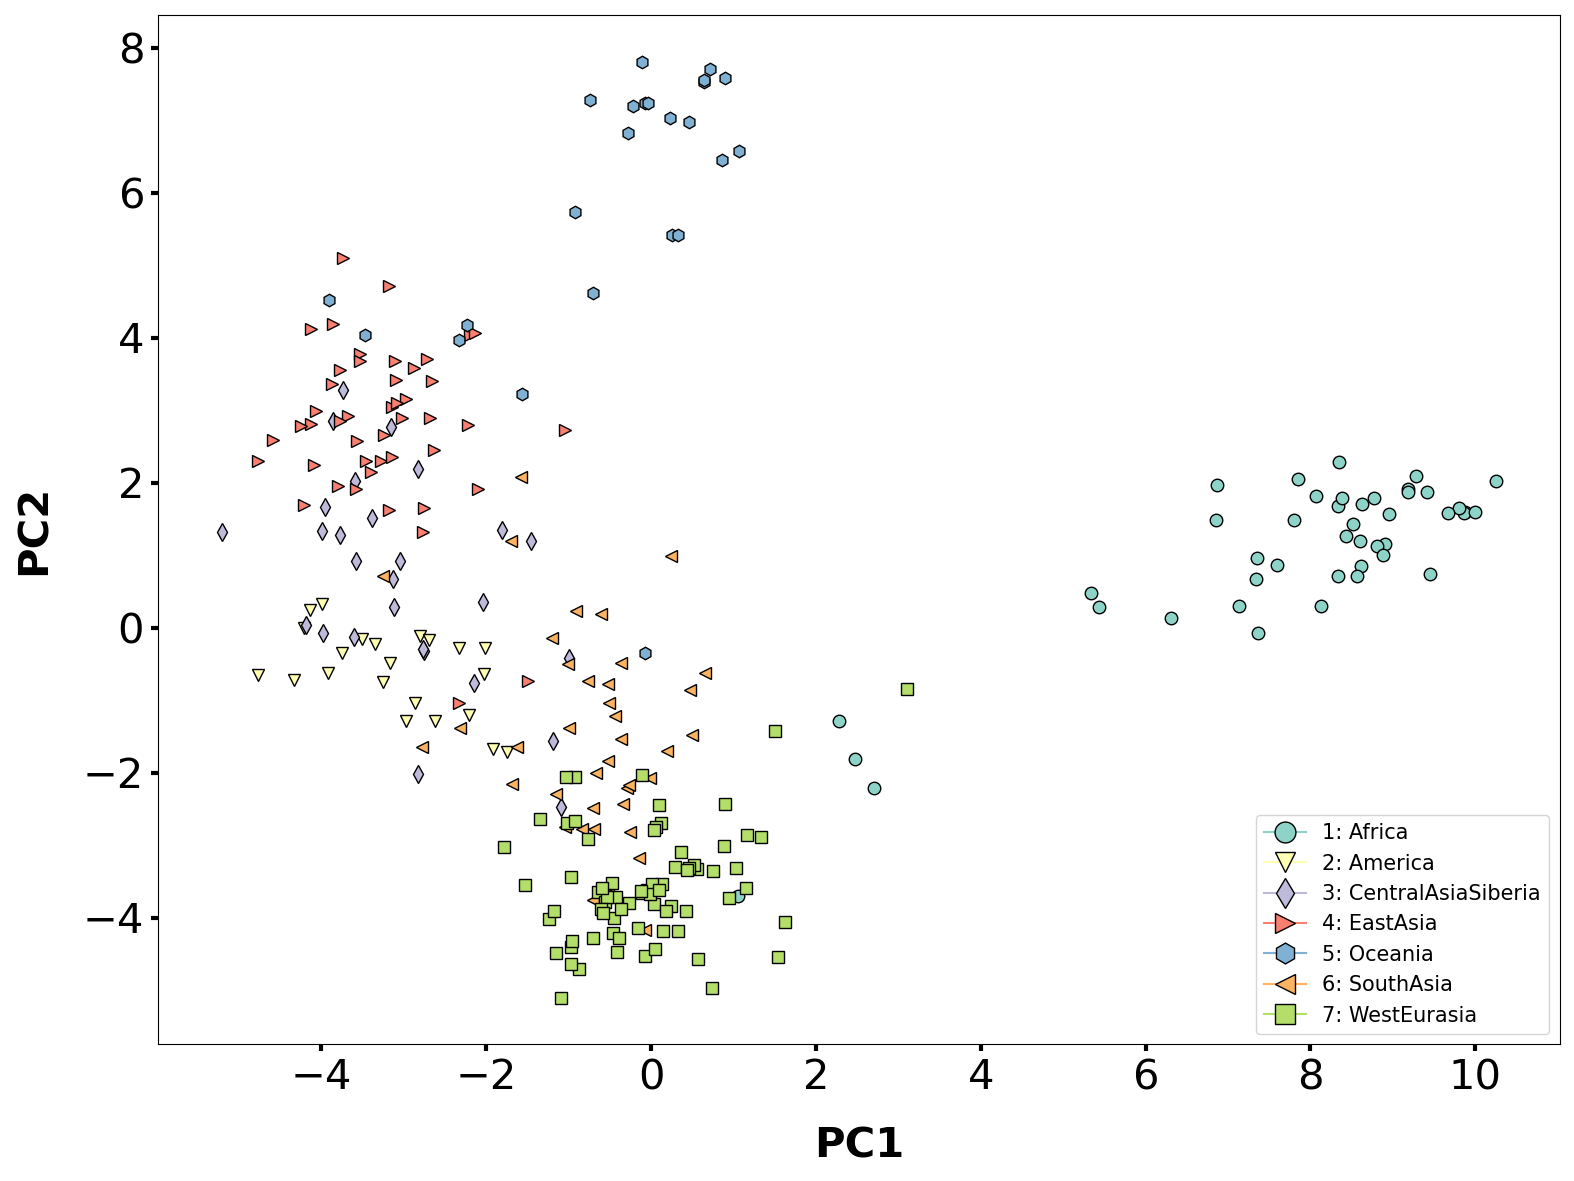 8
6
4
2
0
−2
−4
PC2
−4
−2
0
2
4
6
8
10
PC1
1: Africa
2: America
3: CentralAsiaSiberia
4: EastAsia
5: Oceania
6: SouthAsia
7: WestEurasia